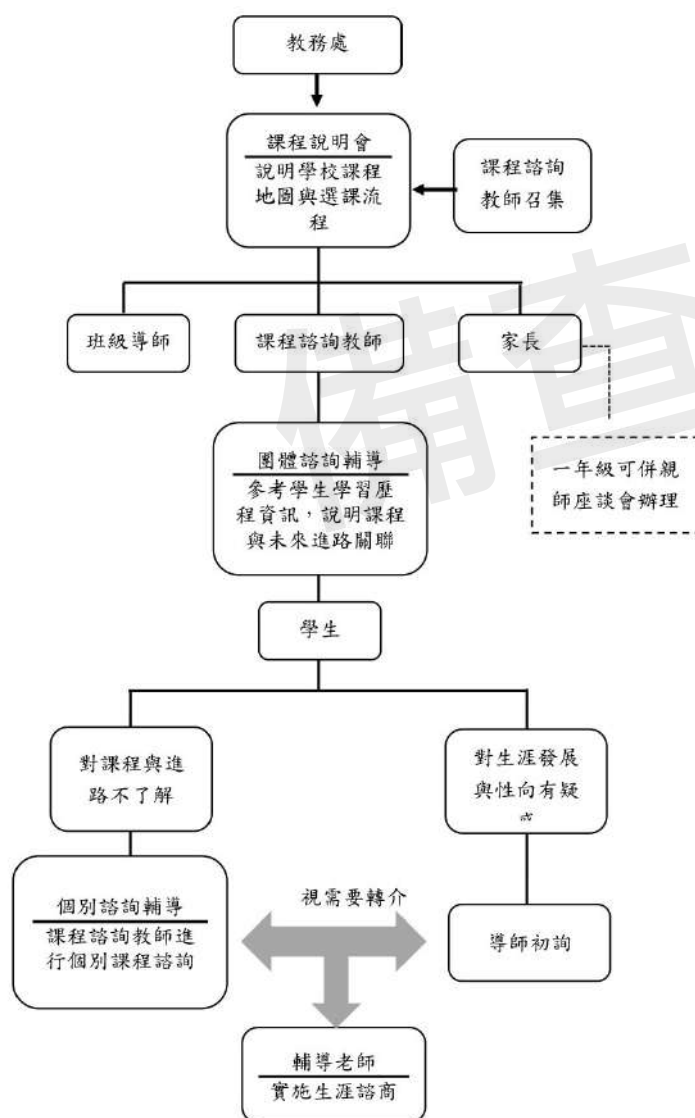 教務處
課程說明會
說明學校課程
地圖與選課流
程
課程諮詢
教師召集
班級導師
課程諮詢教師
家長
團體諮詢輔導
參考學生學習歷
程資訊，說明課程
與未來進路關聯
一年級可併親
師座談會辦理
學生
對課程與進
路不了解
對生涯發展
與性向有疑
個別諮詢輔導
課程諮詢教師進
行個別課程諮詢
視需要轉介
導師初詢
輔導老師
實施生涯諮商
備查